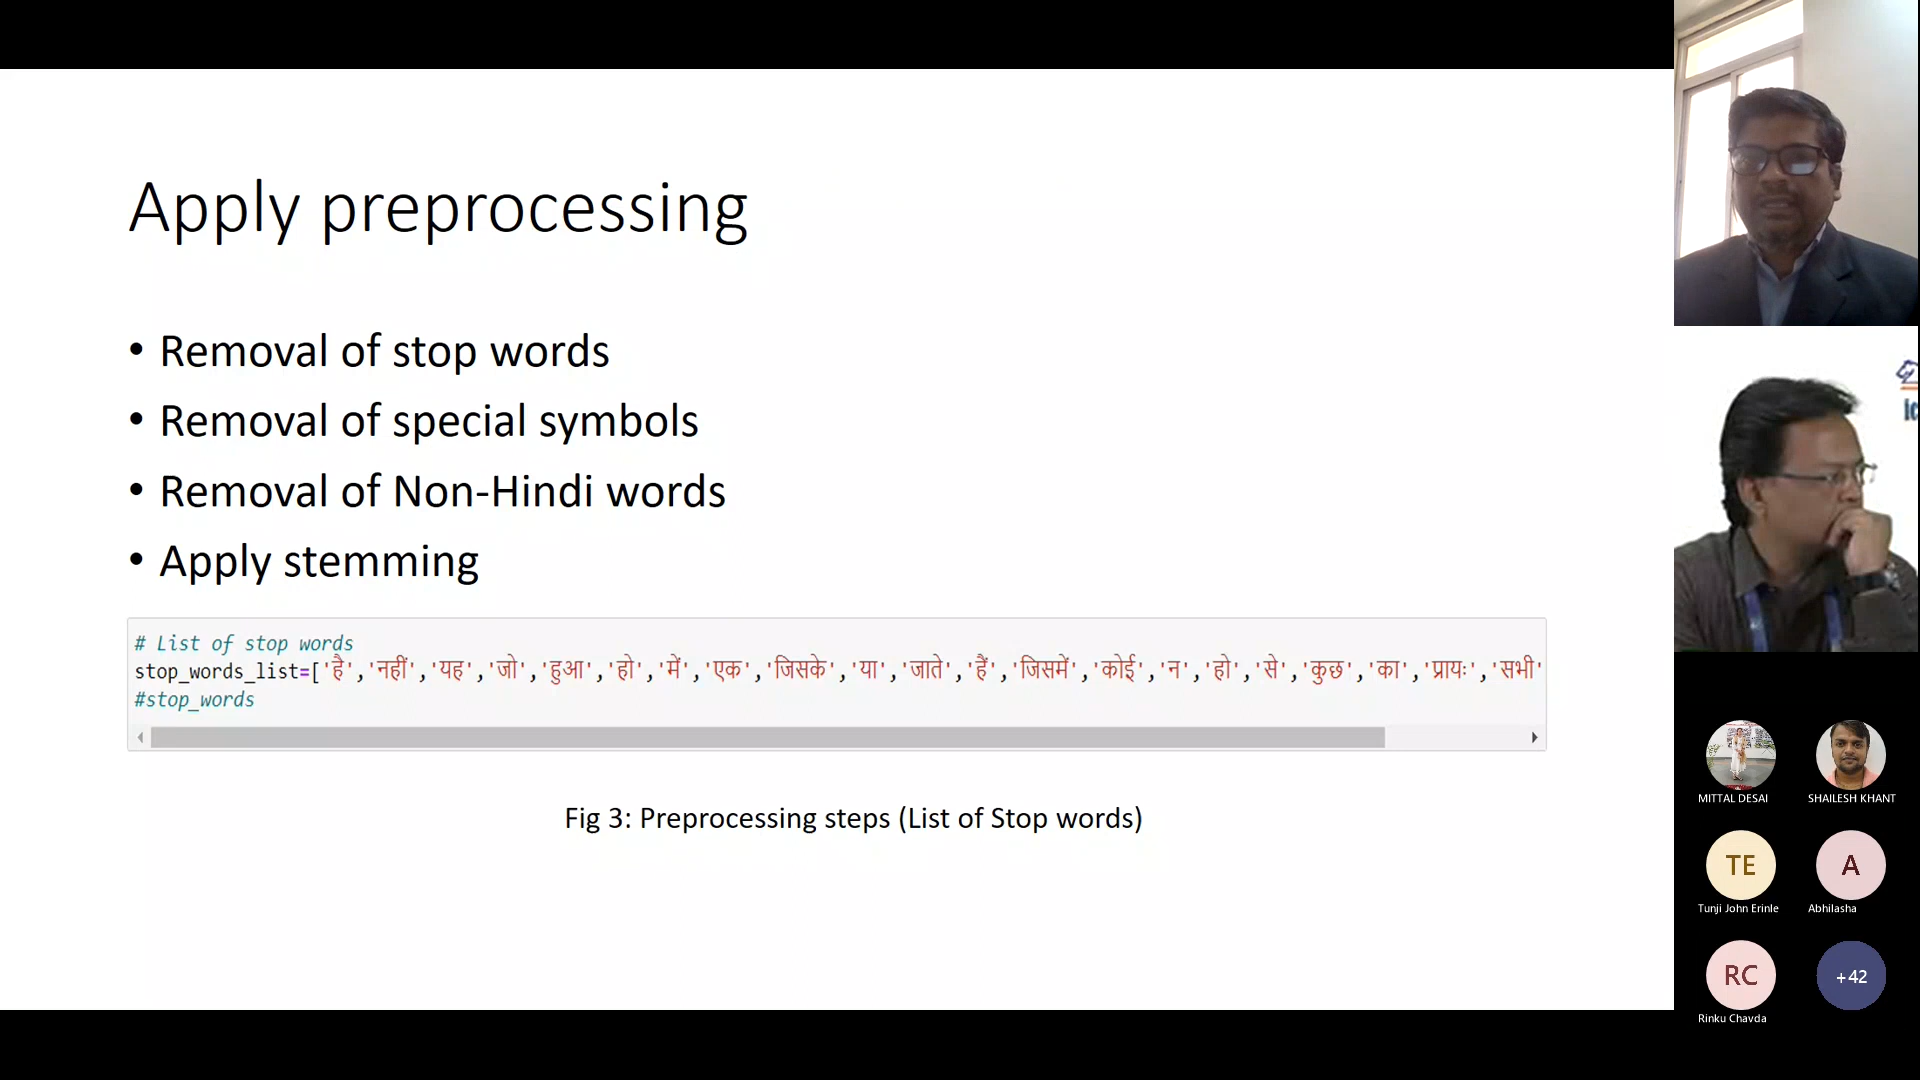 Apply preprocessing
• Removal of stop words
• Removal of special symbols
• Removal of Non-Hindi words
• Apply stemming
# List of stop words
stop_words_list=['है','नहीं','यह','जो','हुआ','हो','में','एक','जिसके','या','जाते','हैं','जिसमें','कोई','न','हो','से','कुछ','का','प्रायः','सभी'
#stop_words
Fig 3: Preprocessing steps (List of Stop words)
MITTAL DESAI
SHAILESH KHANT
TE
A
Tunji John Erinle
Abhilasha
RC
+42
Rinku Chavda